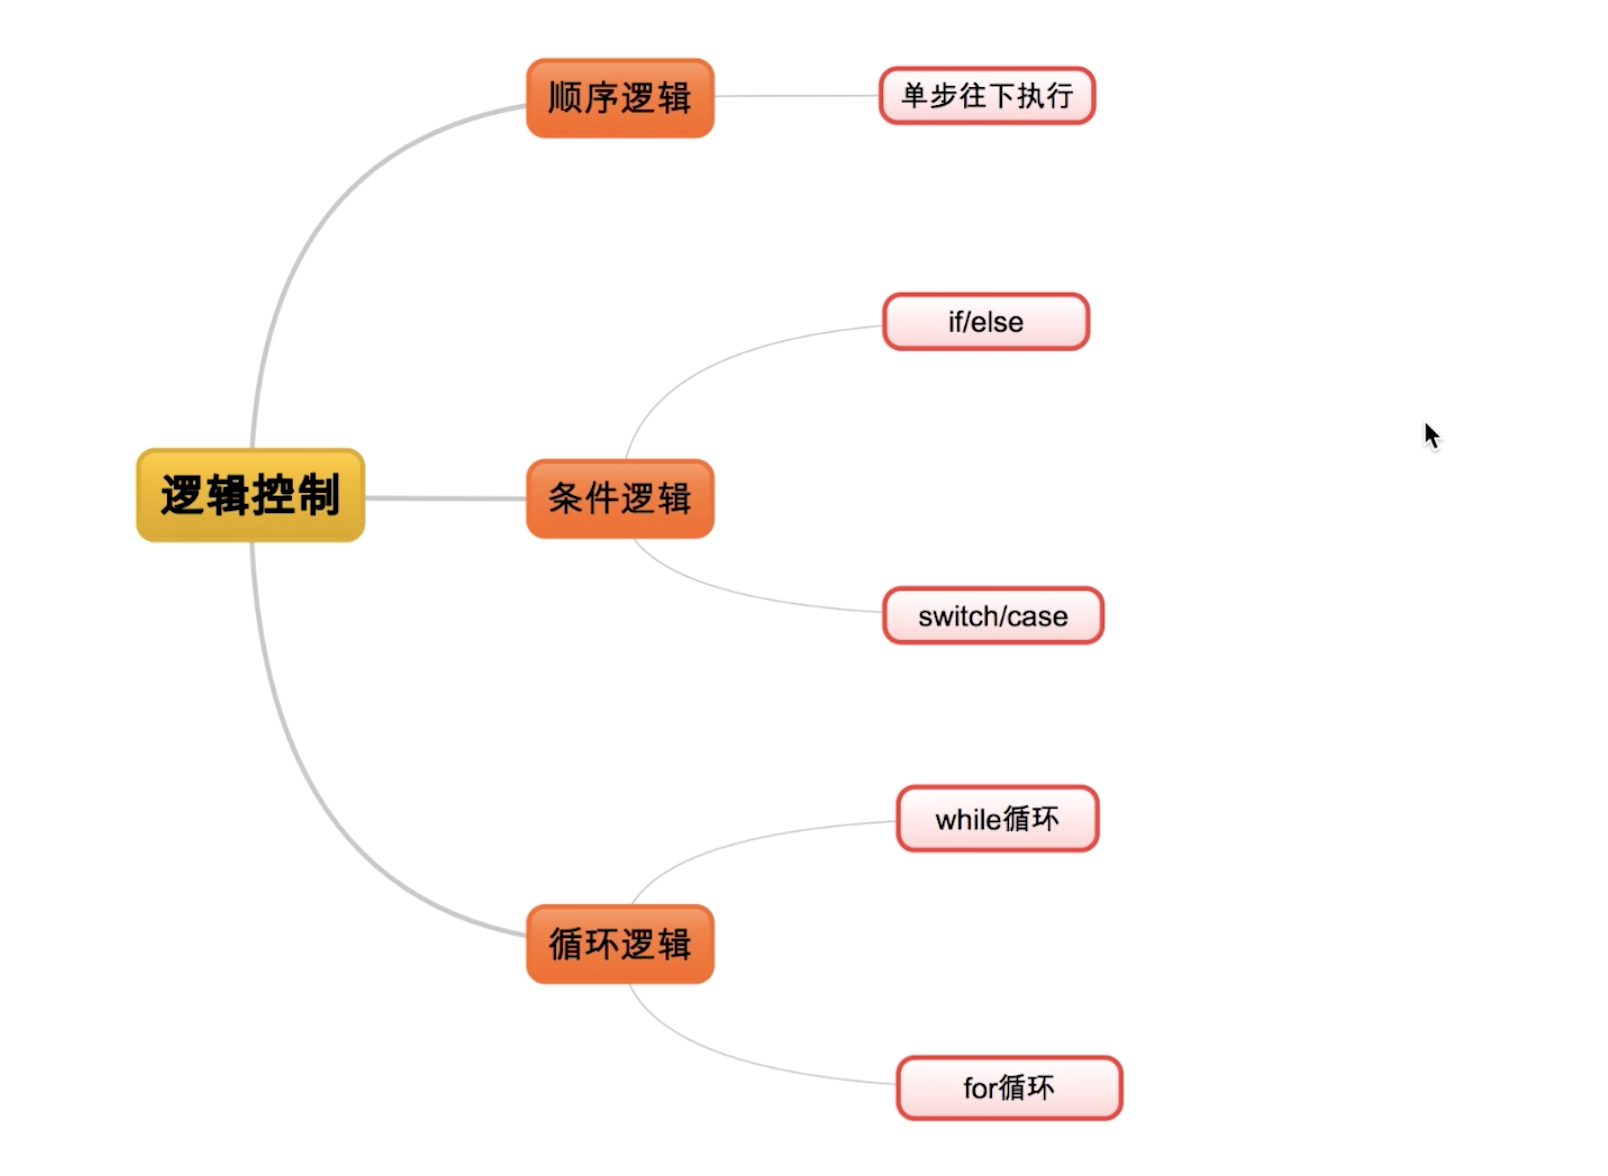 顺序逻辑
单步往下执行
if/else
逻辑控制
条件逻辑
switch/case
while循环
循环逻辑
for循环